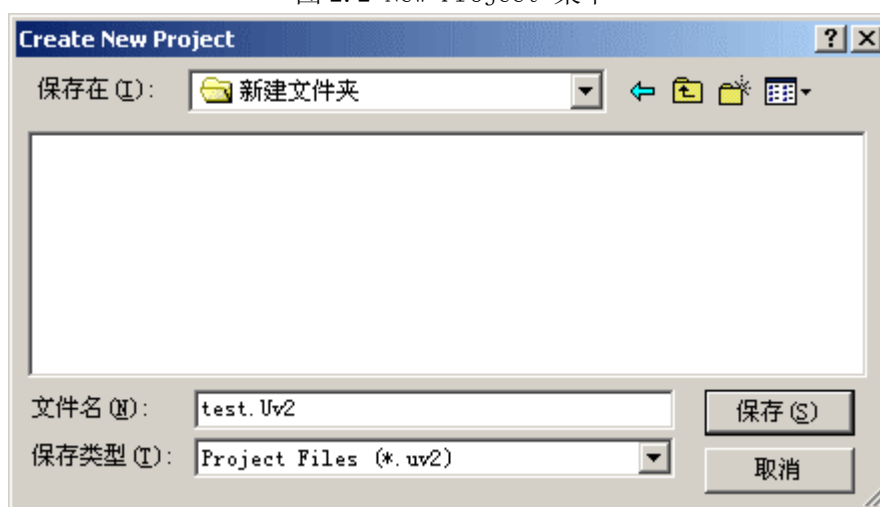 Create New Project
保存在(I):
新建文件夹
文件名(N):
test.Uv2
保存(S)
保存类型(T):
Project Files (*.uv2)
取消